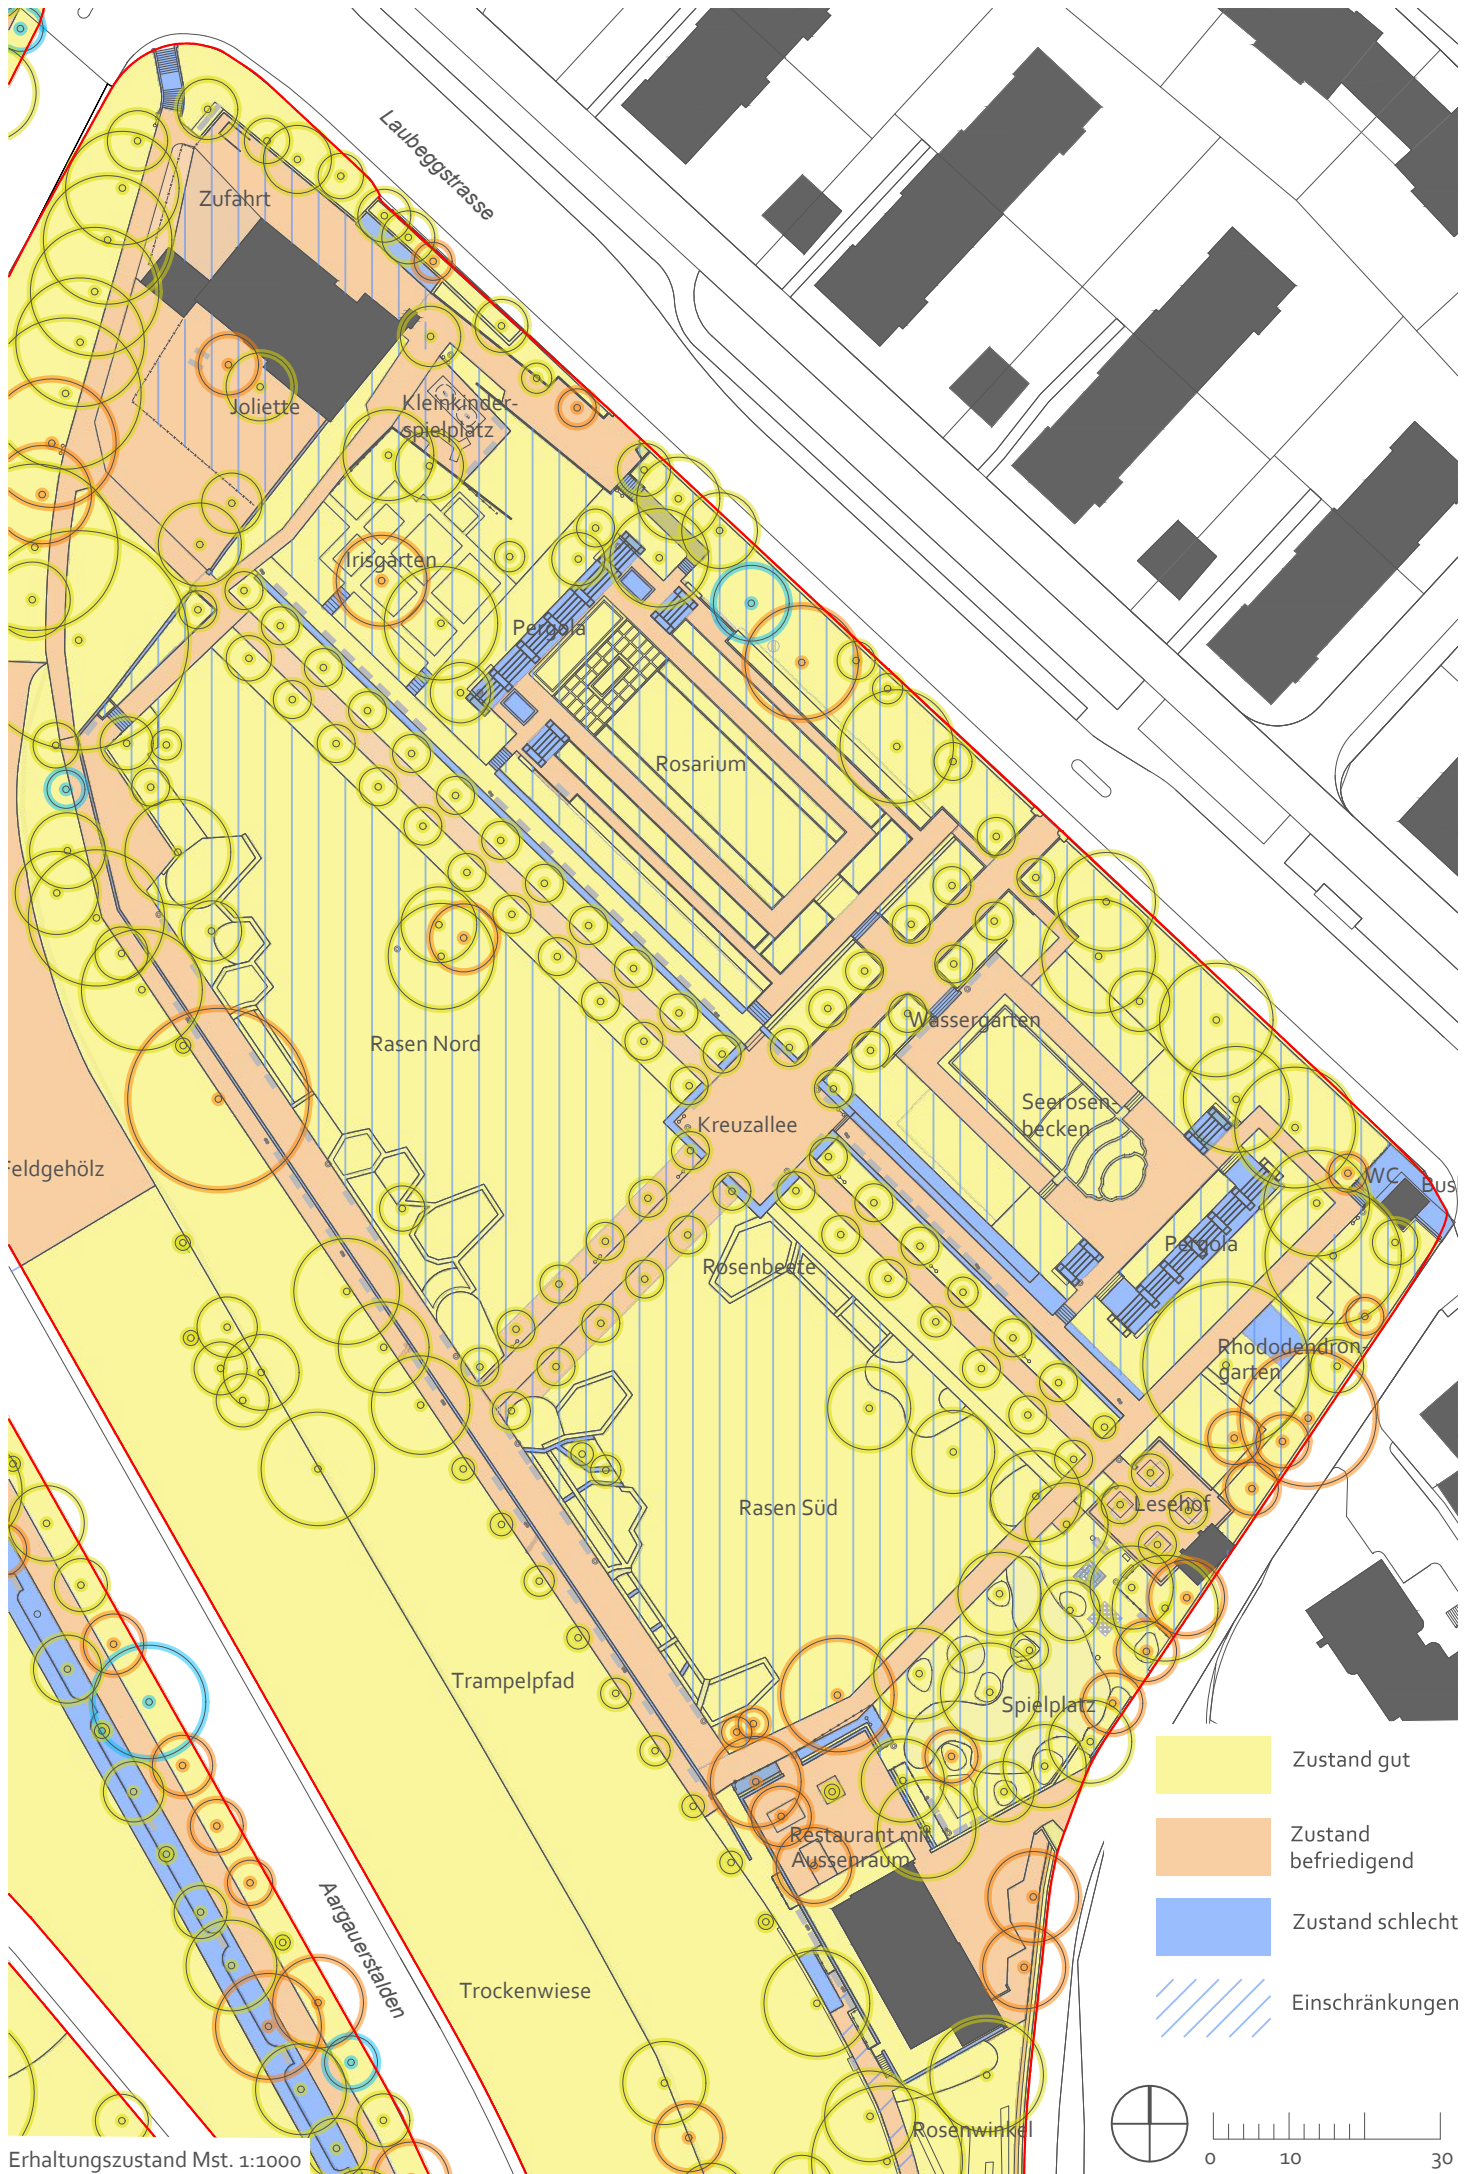 Laubeggstrasse
Zufahrt
Joliette
Kleinkinder-
spielplatz
Irisgarten
Pergola
Rosarium
Rasen Nord
Wassergarten
Seerosen-
becken
Kreuzallee
Feldgehölz
WC
Bus
Pergola
Rosenbeete
Rhododendron-
garten
Lesehof
Rasen Süd
Trampelpfad
Spielplatz
Restaurant mit
Aussenraum
Aargauerstalden
Trockenwiese
Rosenwinkel
Zustand gut
Zustand
befriedigend
Zustand schlecht
Einschränkungen
0 10 30
Erhaltungszustand Mst. 1:1000